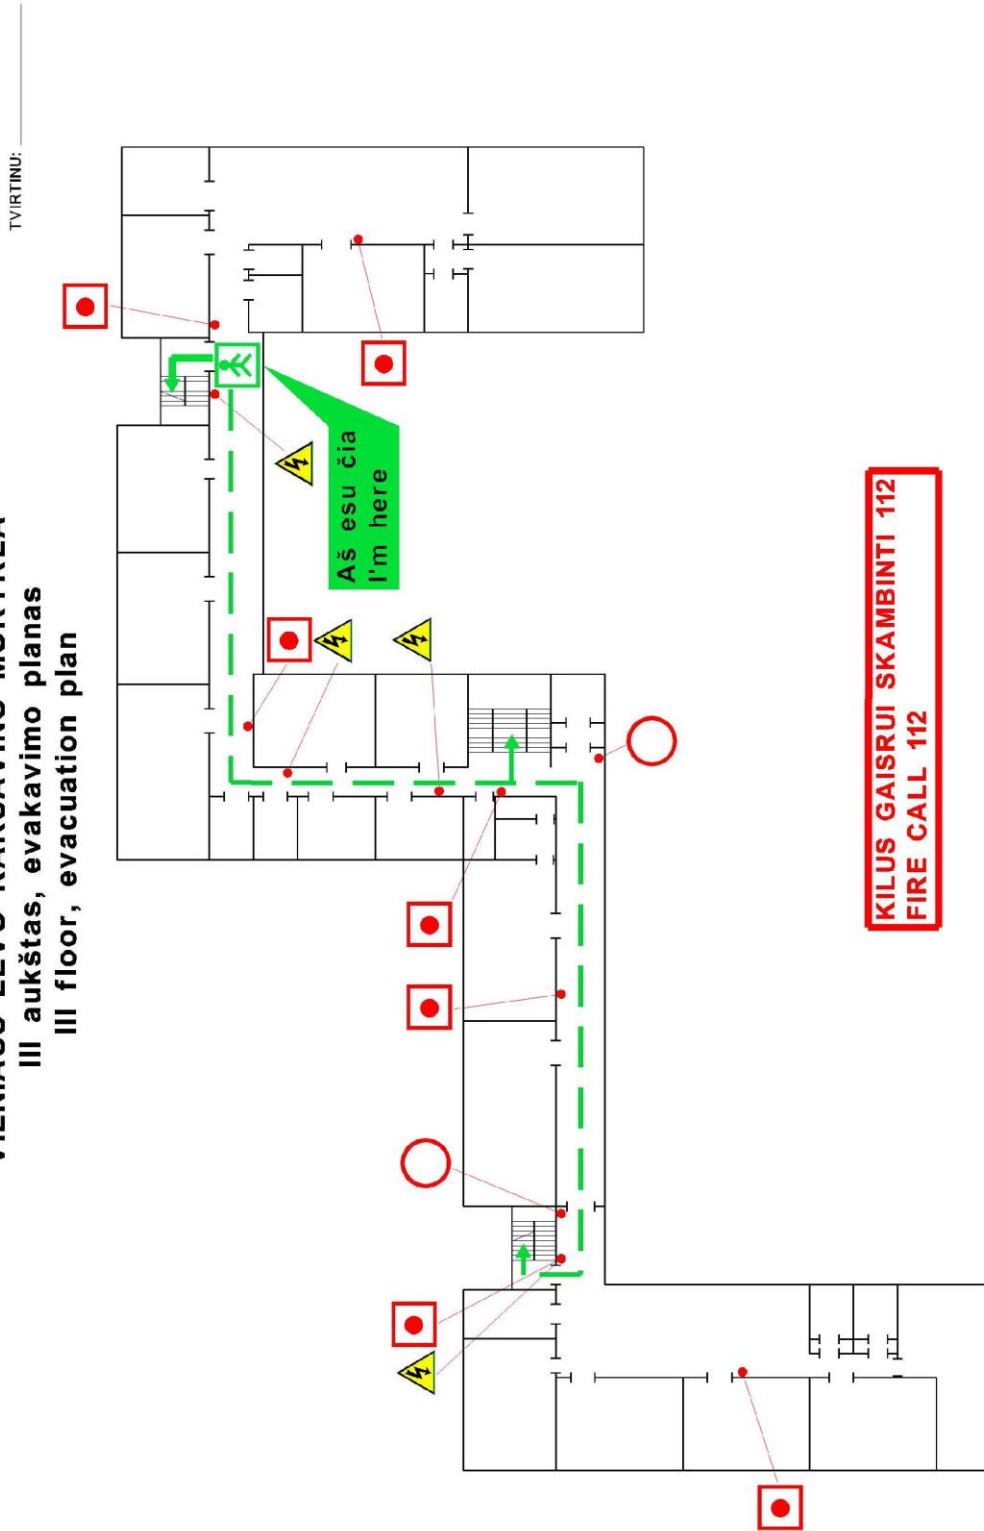 TVIRTINU:
III aukštas, evakavimo planas
III floor, evacuation plan
Aš esu čia
I'm here
KILUS GAISRUI SKAMBINTI 112
FIRE CALL 112